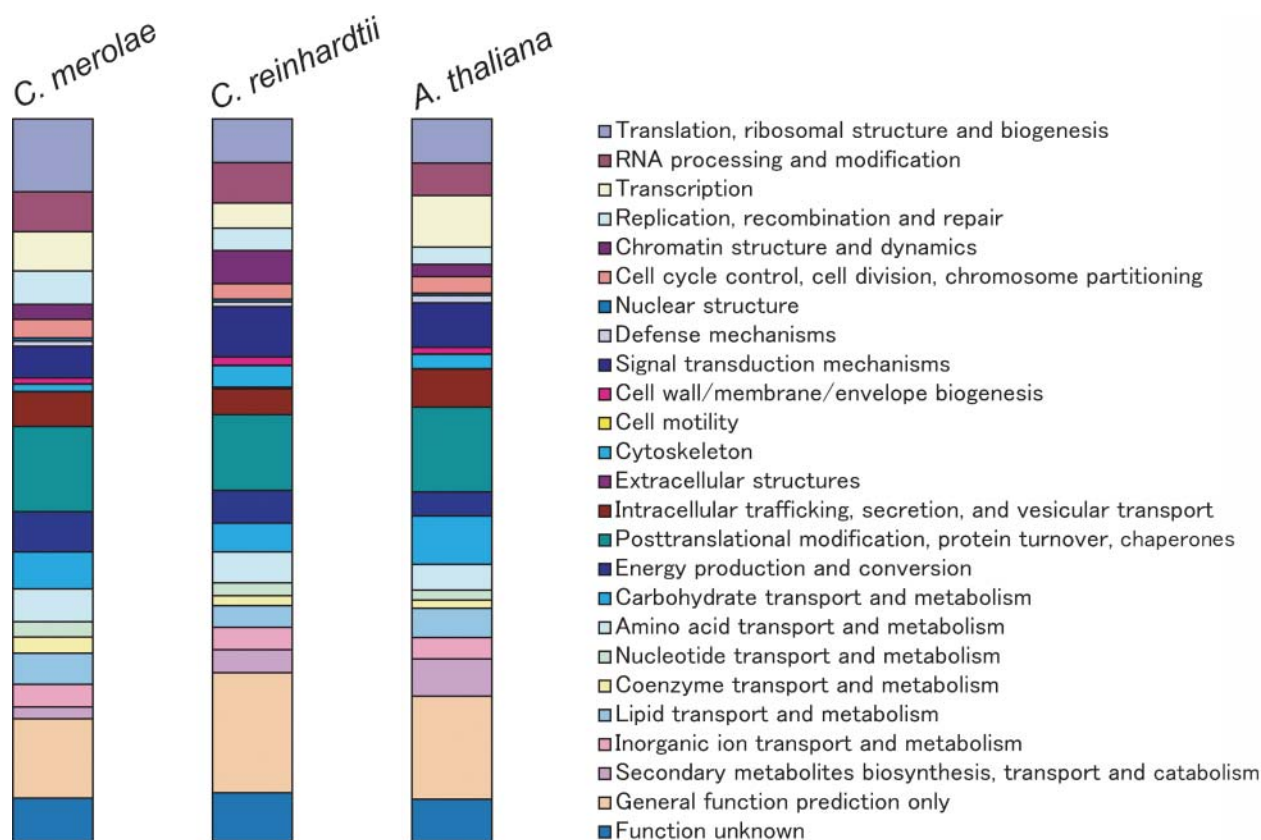 C. merolae
C. reinhardtii
A. thaliana
Translation, ribosomal structure and biogenesis
RNA processing and modification
Transcription
Replication, recombination and repair
Chromatin structure and dynamics
Cell cycle control, cell division, chromosome partitioning
Nuclear structure
Defense mechanisms
Signal transduction mechanisms
Cell wall/membrane/envelope biogenesis
Cell motility
Cytoskeleton
Extracellular structures
Intracellular trafficking, secretion, and vesicular transport
Posttranslational modification, protein turnover, chaperones
Energy production and conversion
Carbohydrate transport and metabolism
Amino acid transport and metabolism
Nucleotide transport and metabolism
Coenzyme transport and metabolism
Lipid transport and metabolism
Inorganic ion transport and metabolism
Secondary metabolites biosynthesis, transport and catabolism
General function prediction only
Function unknown